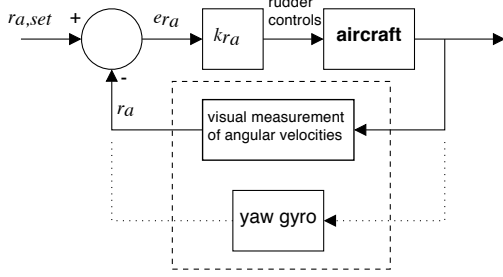 rudder
controls
ra,set
+
era
kra
aircraft
-
ra
visual measurement
of angular velocities
yaw gyro